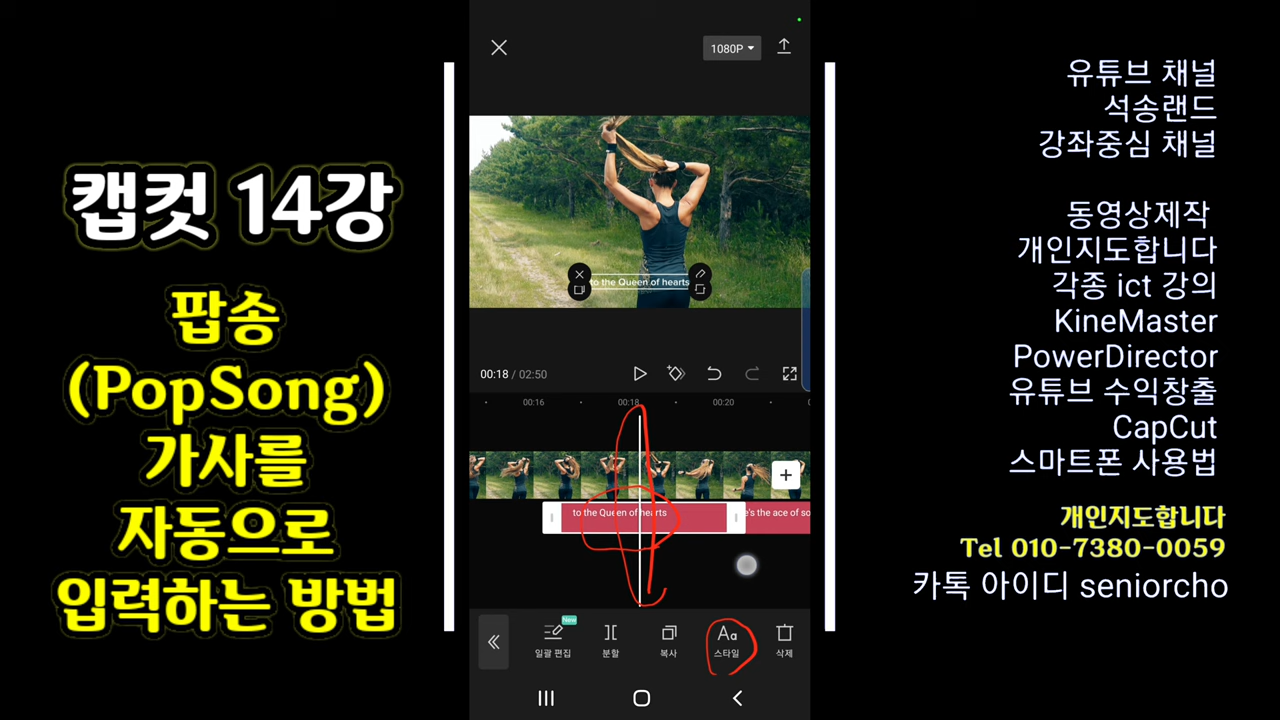 캡컷 14강
팝송
(PopSong)
가사를
자동으로
입력하는 방법
1080P
to the Queen of hearts
00:18 / 02:50
00:16
00:18
00:20
to the Queen of hearts
e's the ace of so
New
일괄 편집
분할
복사
Aa
스타일
삭제
유튜브 채널
석송랜드
강좌중심 채널
동영상제작
개인지도합니다
각종 ict 강의
KineMaster
PowerDirector
유튜브 수익창출
CapCut
스마트폰 사용법
개인지도합니다
Tel 010-7380-0059
카톡 아이디 seniorcho